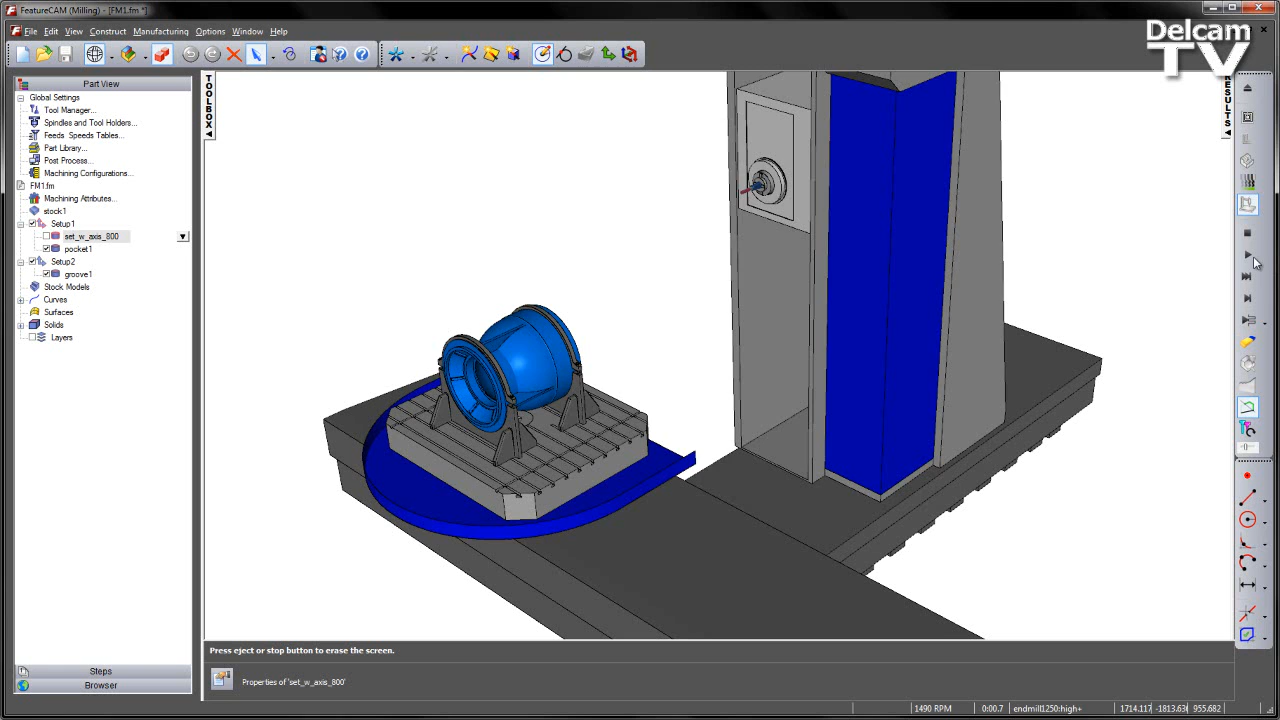 FeatureCAM (Milling) - [FM1.fm *]
File Edit View Construct Manufacturing Options Window Help
Delcam
TV
Part View
Global Settings
Tool Manager...
Spindles and Tool Holders...
Feeds Speeds Tables...
Part Library...
Post Process...
Machining Configurations...
FM1.fm
Machining Attributes...
stock1
Setup1
set_w_axis_800
pocket1
Setup2
groove1
Stock Models
Curves
Surfaces
Solids
Layers
Steps
Browser
TOOLBOX
RESULTS
Press eject or stop button to erase the screen.
Properties of 'set_w_axis_800'
1490 RPM 0:00.7 endmill1250:high+ 1714.117 -1813.63( 955.682